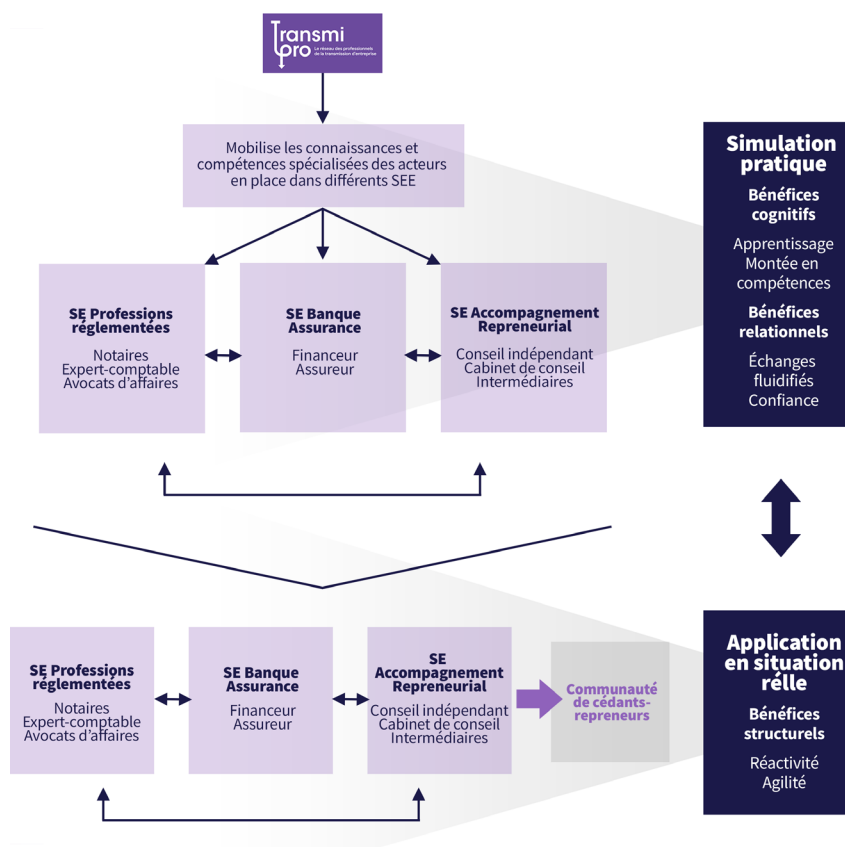 Transmi
pro
Le réseau des professionnels
de la transmission d'entreprise
Mobilise les connaissances et
compétences spécialisées des acteurs
en place dans différents SEE
SE Professions
réglementées
Notaires
Expert-comptable
Avocats d'affaires
SE Banque
Assurance
Financeur
Assureur
SE Accompagnement
Repreneurial
Conseil indépendant
Cabinet de conseil
Intermédiaires
Simulation
pratique
Bénéfices
cognitifs
Apprentissage
Montée en
compétences
Bénéfices
relationnels
Échanges
fluidifiés
Confiance
SE Professions
réglementées
Notaires
Expert-comptable
Avocats d'affaires
SE Banque
Assurance
Financeur
Assureur
SE
Accompagnement
Repreneurial
Conseil indépendant
Cabinet de conseil
Intermédiaires
Communauté
de cédants-
repreneurs
Application
en situation
rélle
Bénéfices
structurels
Réactivité
Agilité